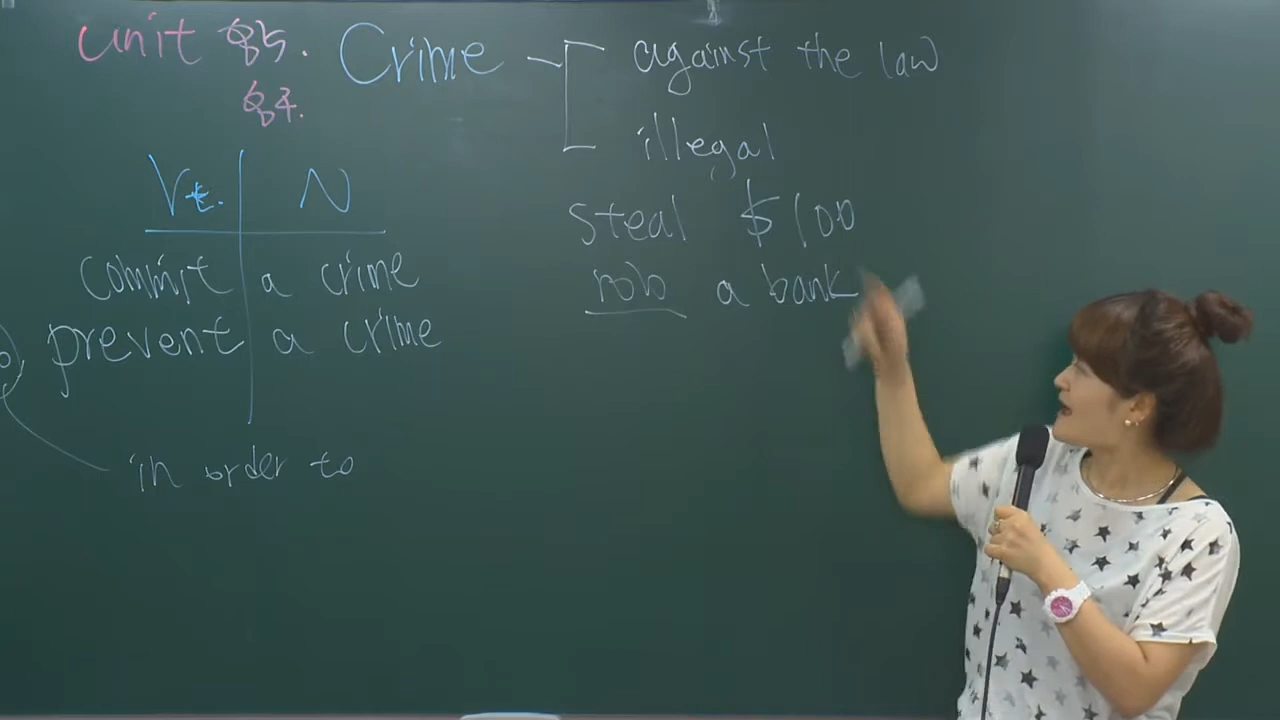 Unit 85. Crime
84.
against the law
illegal
Vt. N
steal $100
commit a crime
rob a bank
prevent a crime
in order to